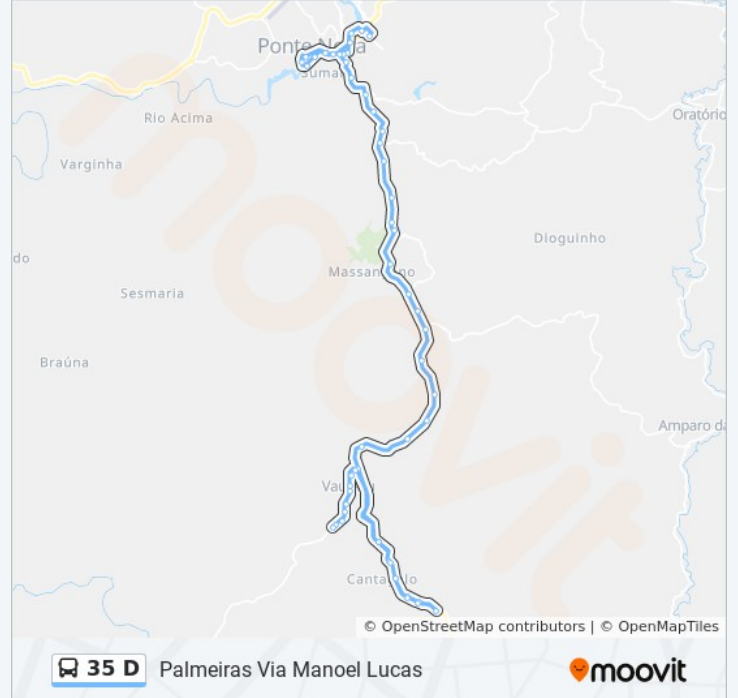 Ponte Nova
Rio Acima
Oratório
Varginha
Dioguinho
do
Sesmaria
Braúna
Amparo da
© OpenStreetMap contributors | © OpenMapTiles
35 D
Palmeiras Via Manoel Lucas
moovit
moovit